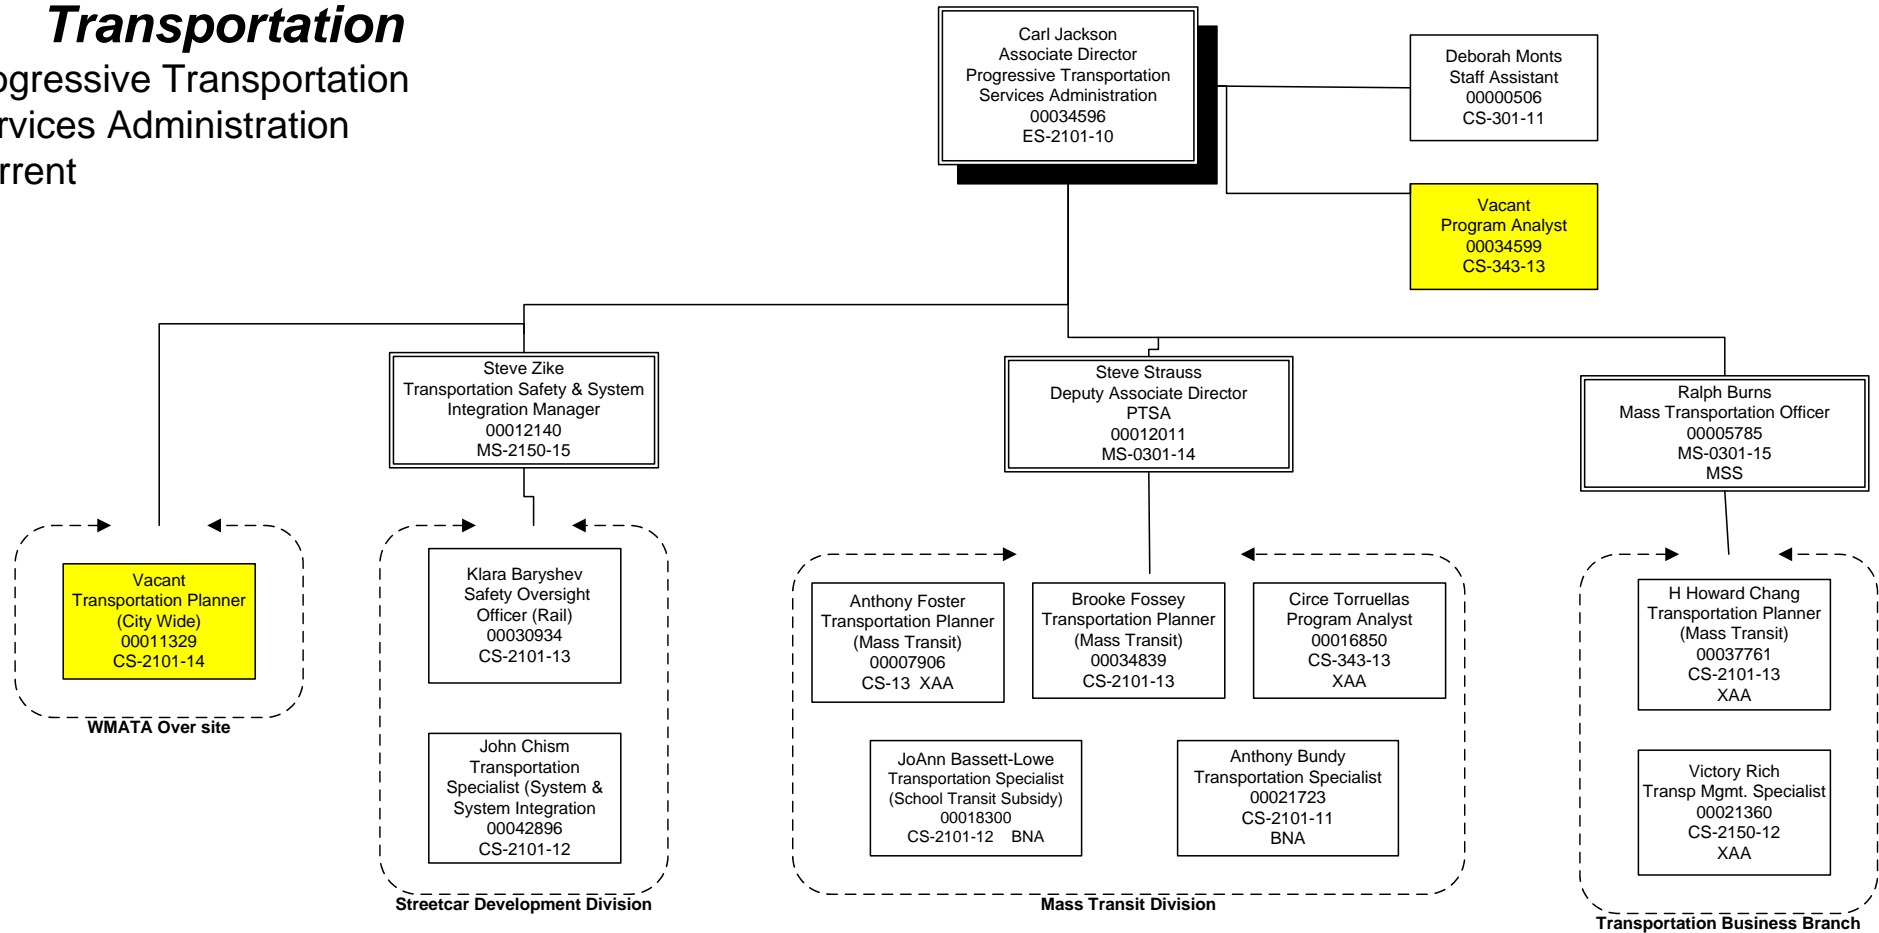 Transportation
ogressive Transportation
rvices Administration
rrent
Carl Jackson
Associate Director
Progressive Transportation
Services Administration
00034596
ES-2101-10
Deborah Monts
Staff Assistant
00000506
CS-301-11
Vacant
Program Analyst
00034599
CS-343-13
Steve Zike
Transportation Safety & System
Integration Manager
00012140
MS-2150-15
Steve Strauss
Deputy Associate Director
PTSA
00012011
MS-0301-14
Ralph Burns
Mass Transportation Officer
00005785
MS-0301-15
MSS
Vacant
Transportation Planner
(City Wide)
00011329
CS-2101-14
WMATA Over site
Klara Baryshev
Safety Oversight
Officer (Rail)
00030934
CS-2101-13
John Chism
Transportation
Specialist (System &
System Integration
00042896
CS-2101-12
Streetcar Development Division
Anthony Foster
Transportation Planner
(Mass Transit)
00007906
CS-13 XAA
Brooke Fossey
Transportation Planner
(Mass Transit)
00034839
CS-2101-13
Circe Torruellas
Program Analyst
00016850
CS-343-13
XAA
JoAnn Bassett-Lowe
Transportation Specialist
(School Transit Subsidy)
00018300
CS-2101-12 BNA
Anthony Bundy
Transportation Specialist
00021723
CS-2101-11
BNA
Mass Transit Division
H Howard Chang
Transportation Planner
(Mass Transit)
00037761
CS-2101-13
XAA
Victory Rich
Transp Mgmt. Specialist
00021360
CS-2150-12
XAA
Transportation Business Branch